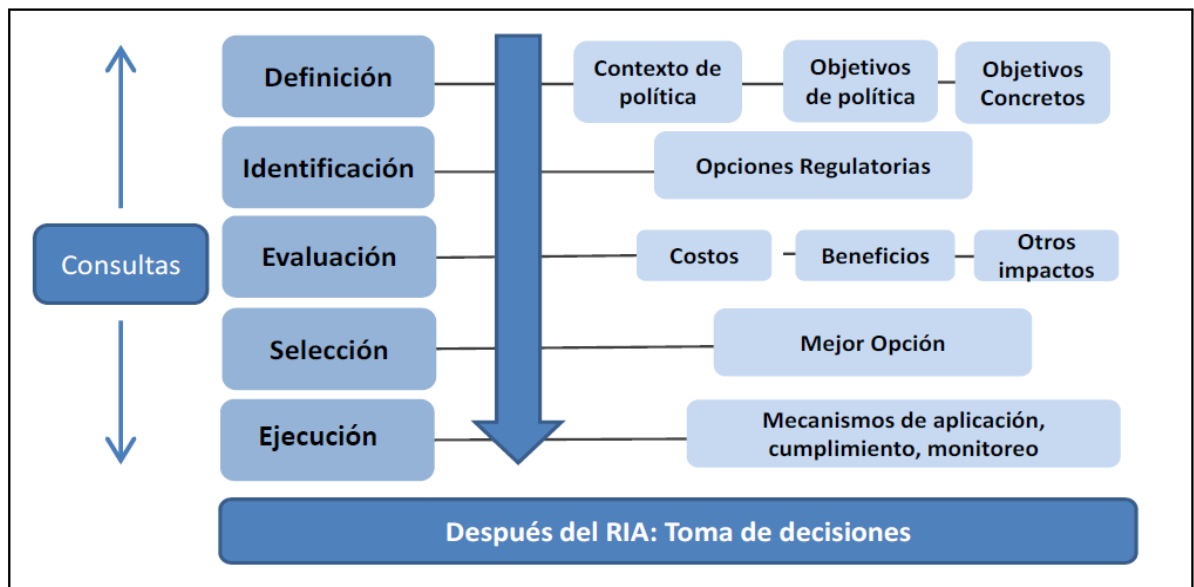 Consultas
Definición
Contexto de
política
Objetivos
de política
Objetivos
Concretos
Identificación
Opciones Regulatorias
Evaluación
Costos
Beneficios
Otros
impactos
Selección
Mejor Opción
Ejecución
Mecanismos de aplicación,
cumplimiento, monitoreo
Después del RIA: Toma de decisiones